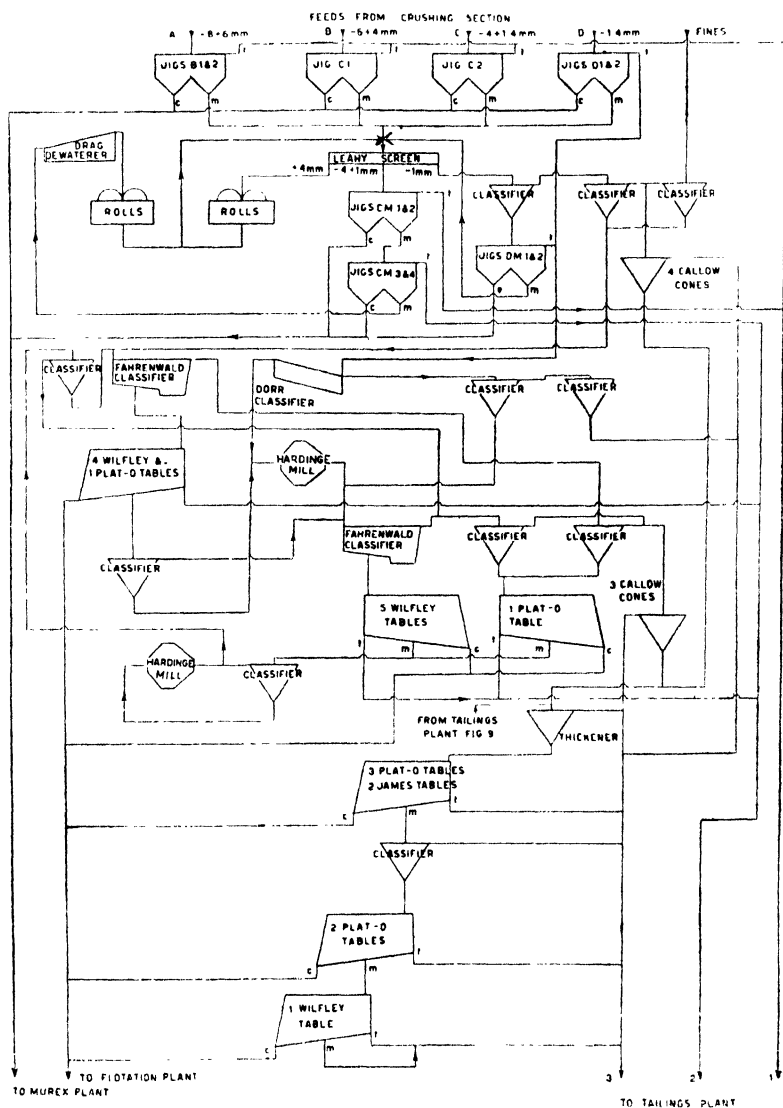 FEEDS FROM CRUSHING SECTION
A -8+6mm B -6+4mm C -4+1·4mm D -1·4mm FINES
t t t t
JIGS B1&2 JIG C1 JIG C2 JIGS D1&2
c m c m c m c m
DRAG DEWATERER
LEAHY SCREEN
+4mm -4+1mm -1mm
ROLLS ROLLS
CLASSIFIER CLASSIFIER CLASSIFIER
JIGS CM 1&2 t
c m
JIGS DM 1&2 t
JIGS CM 3&4 t
c m
m
4 CALLOW
CONES
CLASSIFIER
FAHRENWALD
CLASSIFIER
DORR
CLASSIFIER
CLASSIFIER CLASSIFIER
4 WILFLEY &
1 PLAT-O TABLES
HARDINGE
MILL
FAHRENWALD
CLASSIFIER
CLASSIFIER CLASSIFIER
CLASSIFIER
3 CALLOW
CONES
5 WILFLEY
TABLES
1 PLAT-O
TABLE
t m c t m c
HARDINGE
MILL
CLASSIFIER
FROM TAILINGS
PLANT FIG 9
THICKENER
3 PLAT-O TABLES
2 JAMES TABLES
c m t
CLASSIFIER
2 PLAT-O
TABLES
c m t
1 WILFLEY
TABLE
c m t
TO FLOTATION PLANT
TO MUREX PLANT
3 2 1
TO TAILINGS PLANT